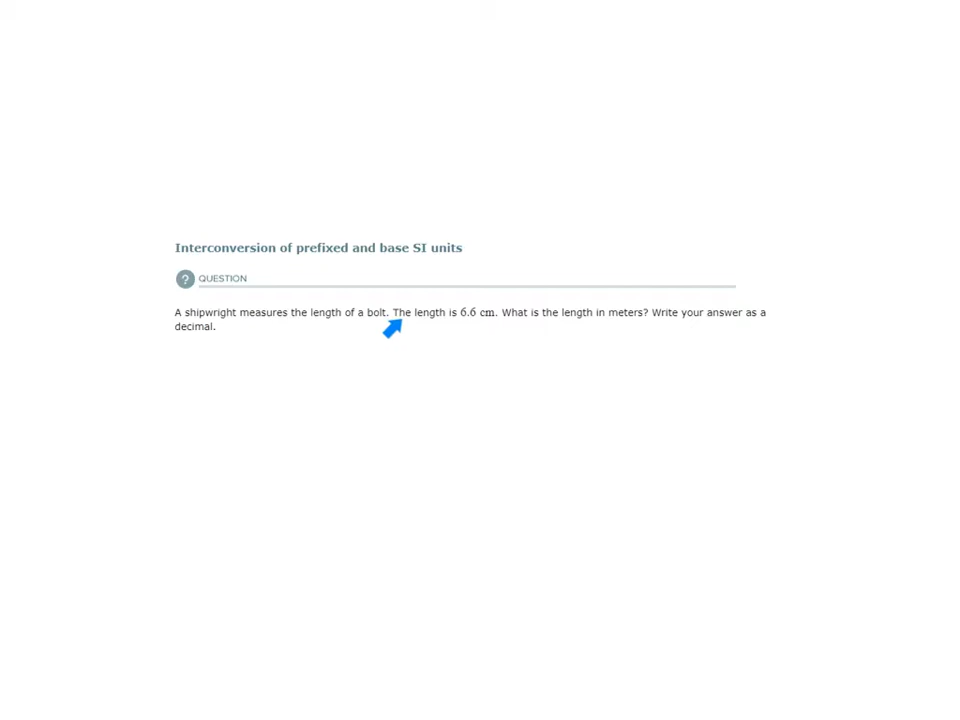 Interconversion of prefixed and base SI units
? QUESTION
A shipwright measures the length of a bolt. The length is 6.6 cm. What is the length in meters? Write your answer as a
decimal.